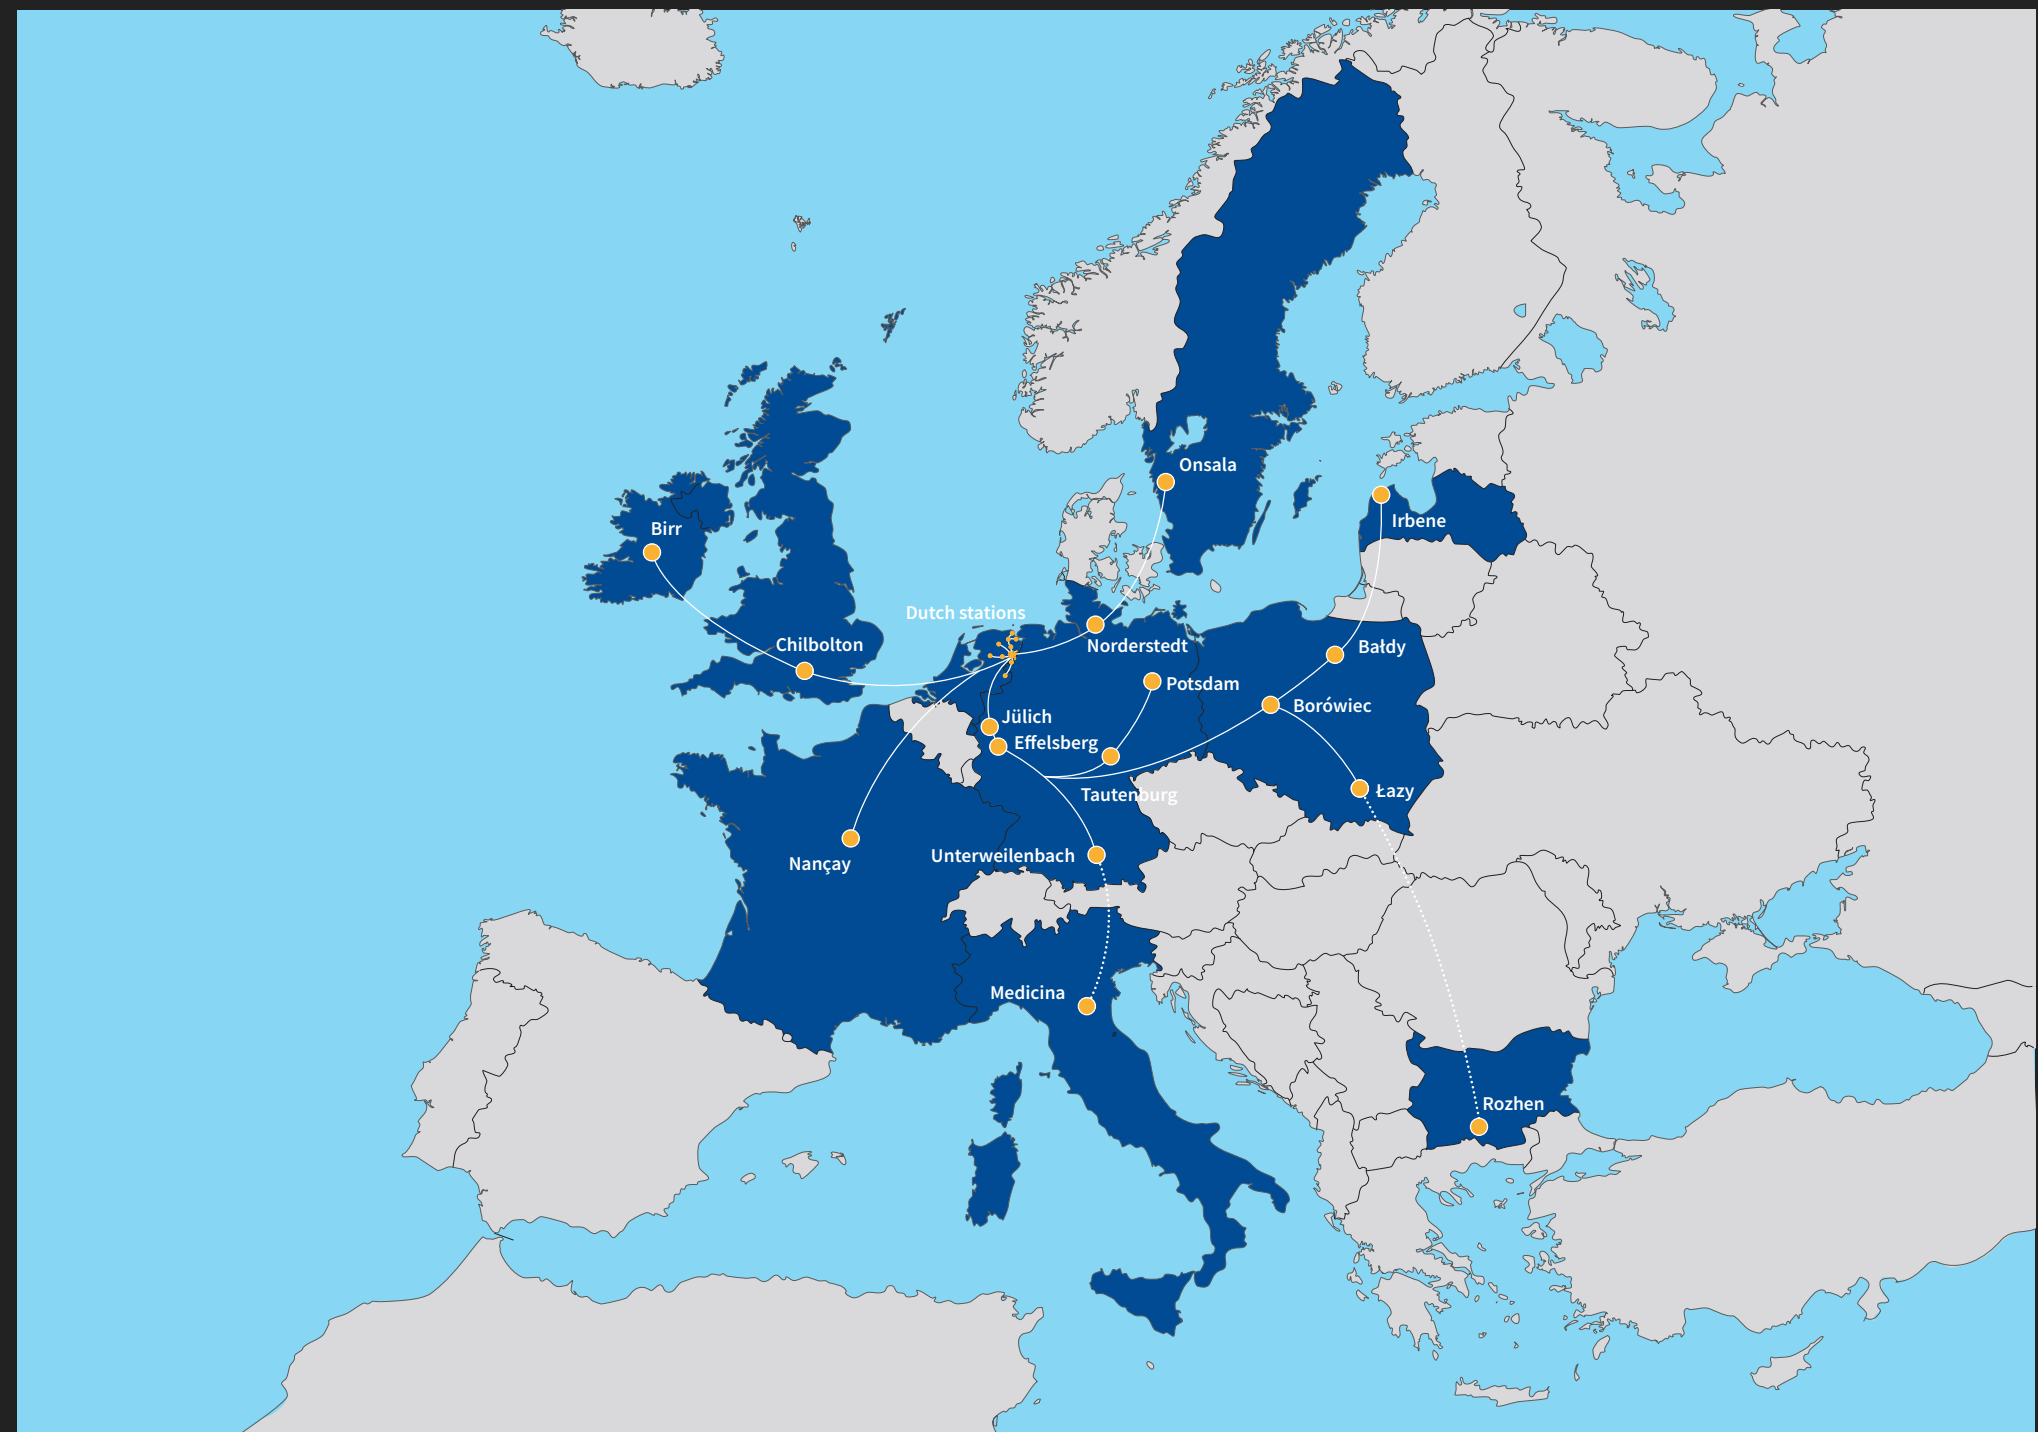 Onsala
Irbene
Birr
Dutch stations
Chilbolton
Norderstedt
Bałdy
Potsdam
Borówiec
Jülich
Effelsberg
Tautenburg
Łazy
Unterweilenbach
Nançay
Medicina
Rozhen